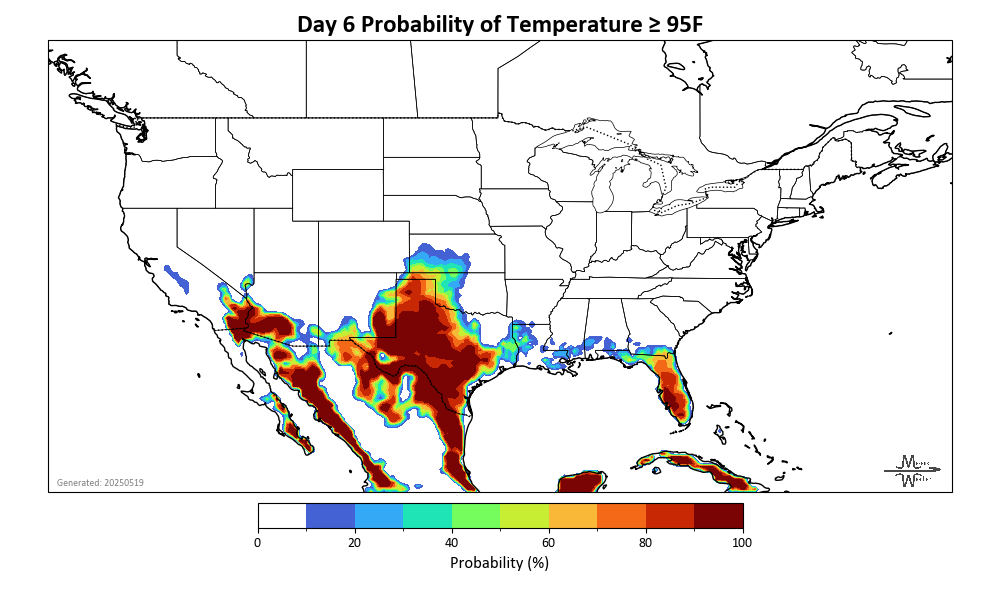 Day 6 Probability of Temperature ≥ 95F
Generated: 20250519
0 20 40 60 80 100
Probability (%)